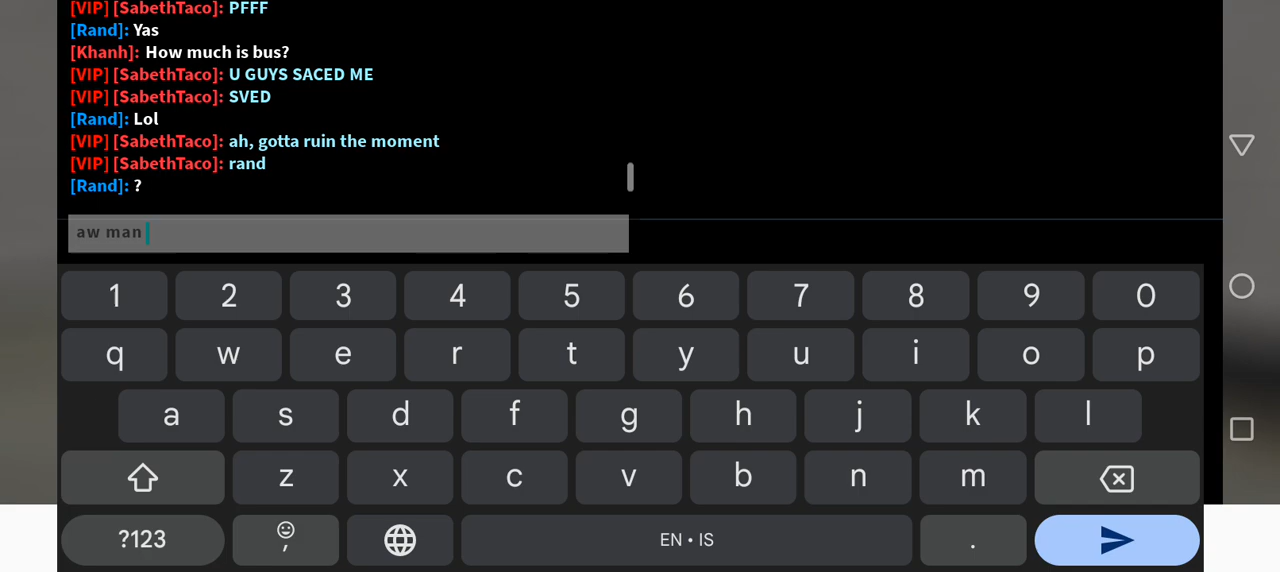 [VIP] [SabethTaco]: PFFF
[Rand]: Yas
[Khanh]: How much is bus?
[VIP] [SabethTaco]: U GUYS SACED ME
[VIP] [SabethTaco]: SVED
[Rand]: Lol
[VIP] [SabethTaco]: ah, gotta ruin the moment
[VIP] [SabethTaco]: rand
[Rand]: ?
aw man
1 2 3 4 5 6 7 8 9 0
q w e r t y u i o p
a s d f g h j k l
z x c v b n m
?123 , EN • IS .